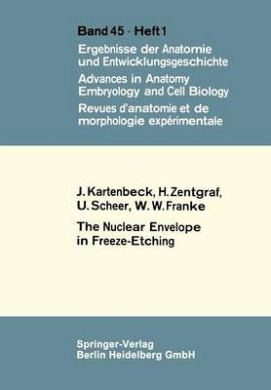 Band 45 · Heft 1
Ergebnisse der Anatomie
und Entwicklungsgeschichte
Advances in Anatomy
Embryology and Cell Biology
Revues d'anatomie et de
morphologie expérimentale
J. Kartenbeck, H. Zentgraf,
U. Scheer, W. W. Franke
The Nuclear Envelope
in Freeze-Etching
Springer-Verlag
Berlin Heidelberg GmbH